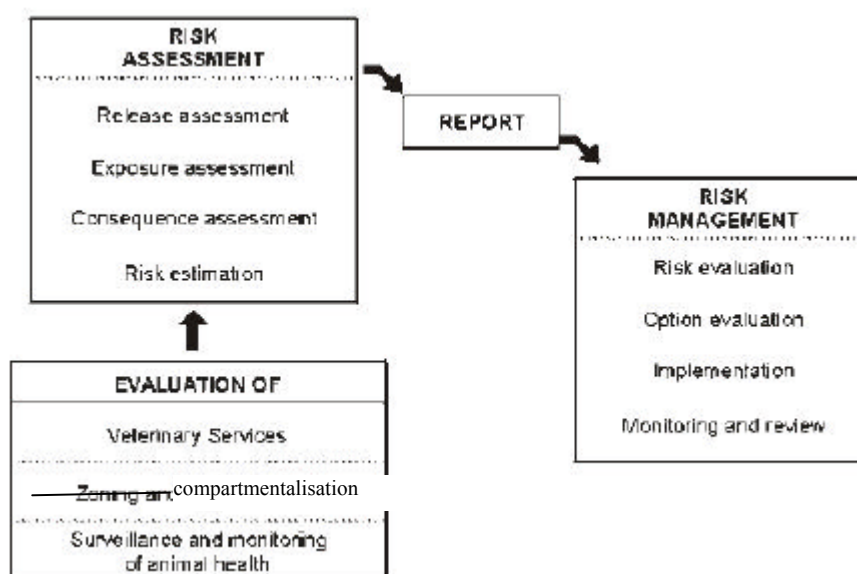 RISK
ASSESSMENT
Release assessment
Exposure assessment
Consequence assessment
Risk estimation
REPORT
RISK
MANAGEMENT
Risk evaluation
Option evaluation
Implementation
Monitoring and review
EVALUATION OF
Veterinary Services
Zoning compartmentalisation
Surveillance and monitoring
of animal health